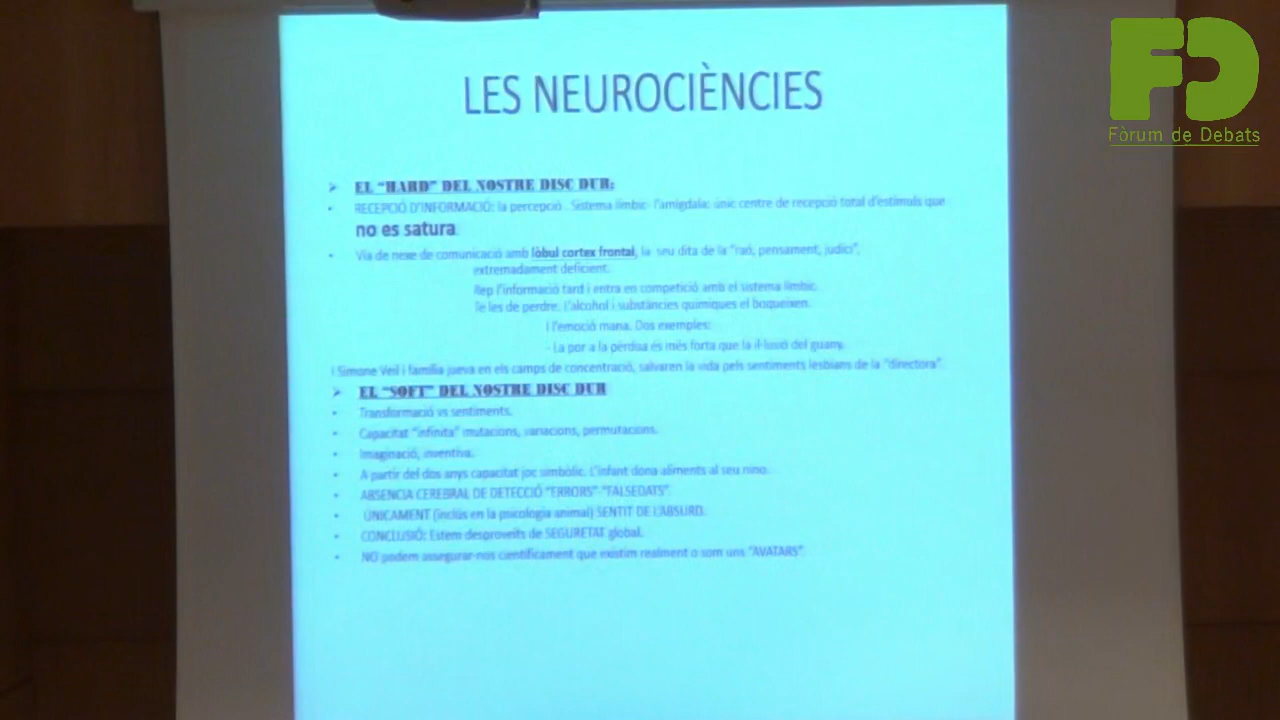 LES NEUROCIÈNCIES
EL "HARD" DEL NOSTRE DISC DUR:
RECEPCIÓ D'INFORMACIÓ: la percepció . Sistema límbic- l'amígdala: únic centre de recepció total d'estímuls que
no es satura.
Via de nexe de comunicació amb lòbul cortex frontal, la seu dita de la "raó, pensament, judici",
extremadament deficient.
Rep l'informació tard i entra en competició amb el sistema límbic.
Te les de perdre. L'alcohol i substàncies químiques el boqueixen.
I l'emoció mana. Dos exemples:
- La por a la pèrdua és més forta que la il·lusió del guany.
i Simone Veil i família jueva en els camps de concentració, salvaren la vida pels sentiments lesbians de la "directora".
EL "SOFT" DEL NOSTRE DISC DUR
Transformació vs sentiments.
Capacitat "infinita" mutacions, variacions, permutacions.
Imaginació, inventiva.
A partir del dos anys capacitat joc simbòlic. L'infant dona aliments al seu nino.
ABSENCIA CEREBRAL DE DETECCIÓ "ERRORS"-"FALSEDATS".
ÚNICAMENT (inclús en la psicologia animal) SENTIT DE L'ABSURD.
CONCLUSIÓ: Estem desproveïts de SEGURETAT global.
NO podem assegurar-nos científicament que existim realment o som uns "AVATARS".
FD
Fòrum de Debats